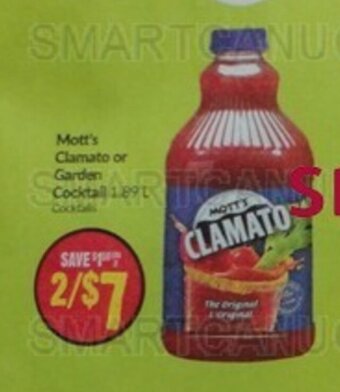 SMARTCANUC
Mott's
Clamato or
Garden
Cocktail 1.89 L
Cocktails
SMARTCANUC
MOTT'S
CLAMATO
The Original
L'Original
SAVE $1
2/$7
SMARTCANUC